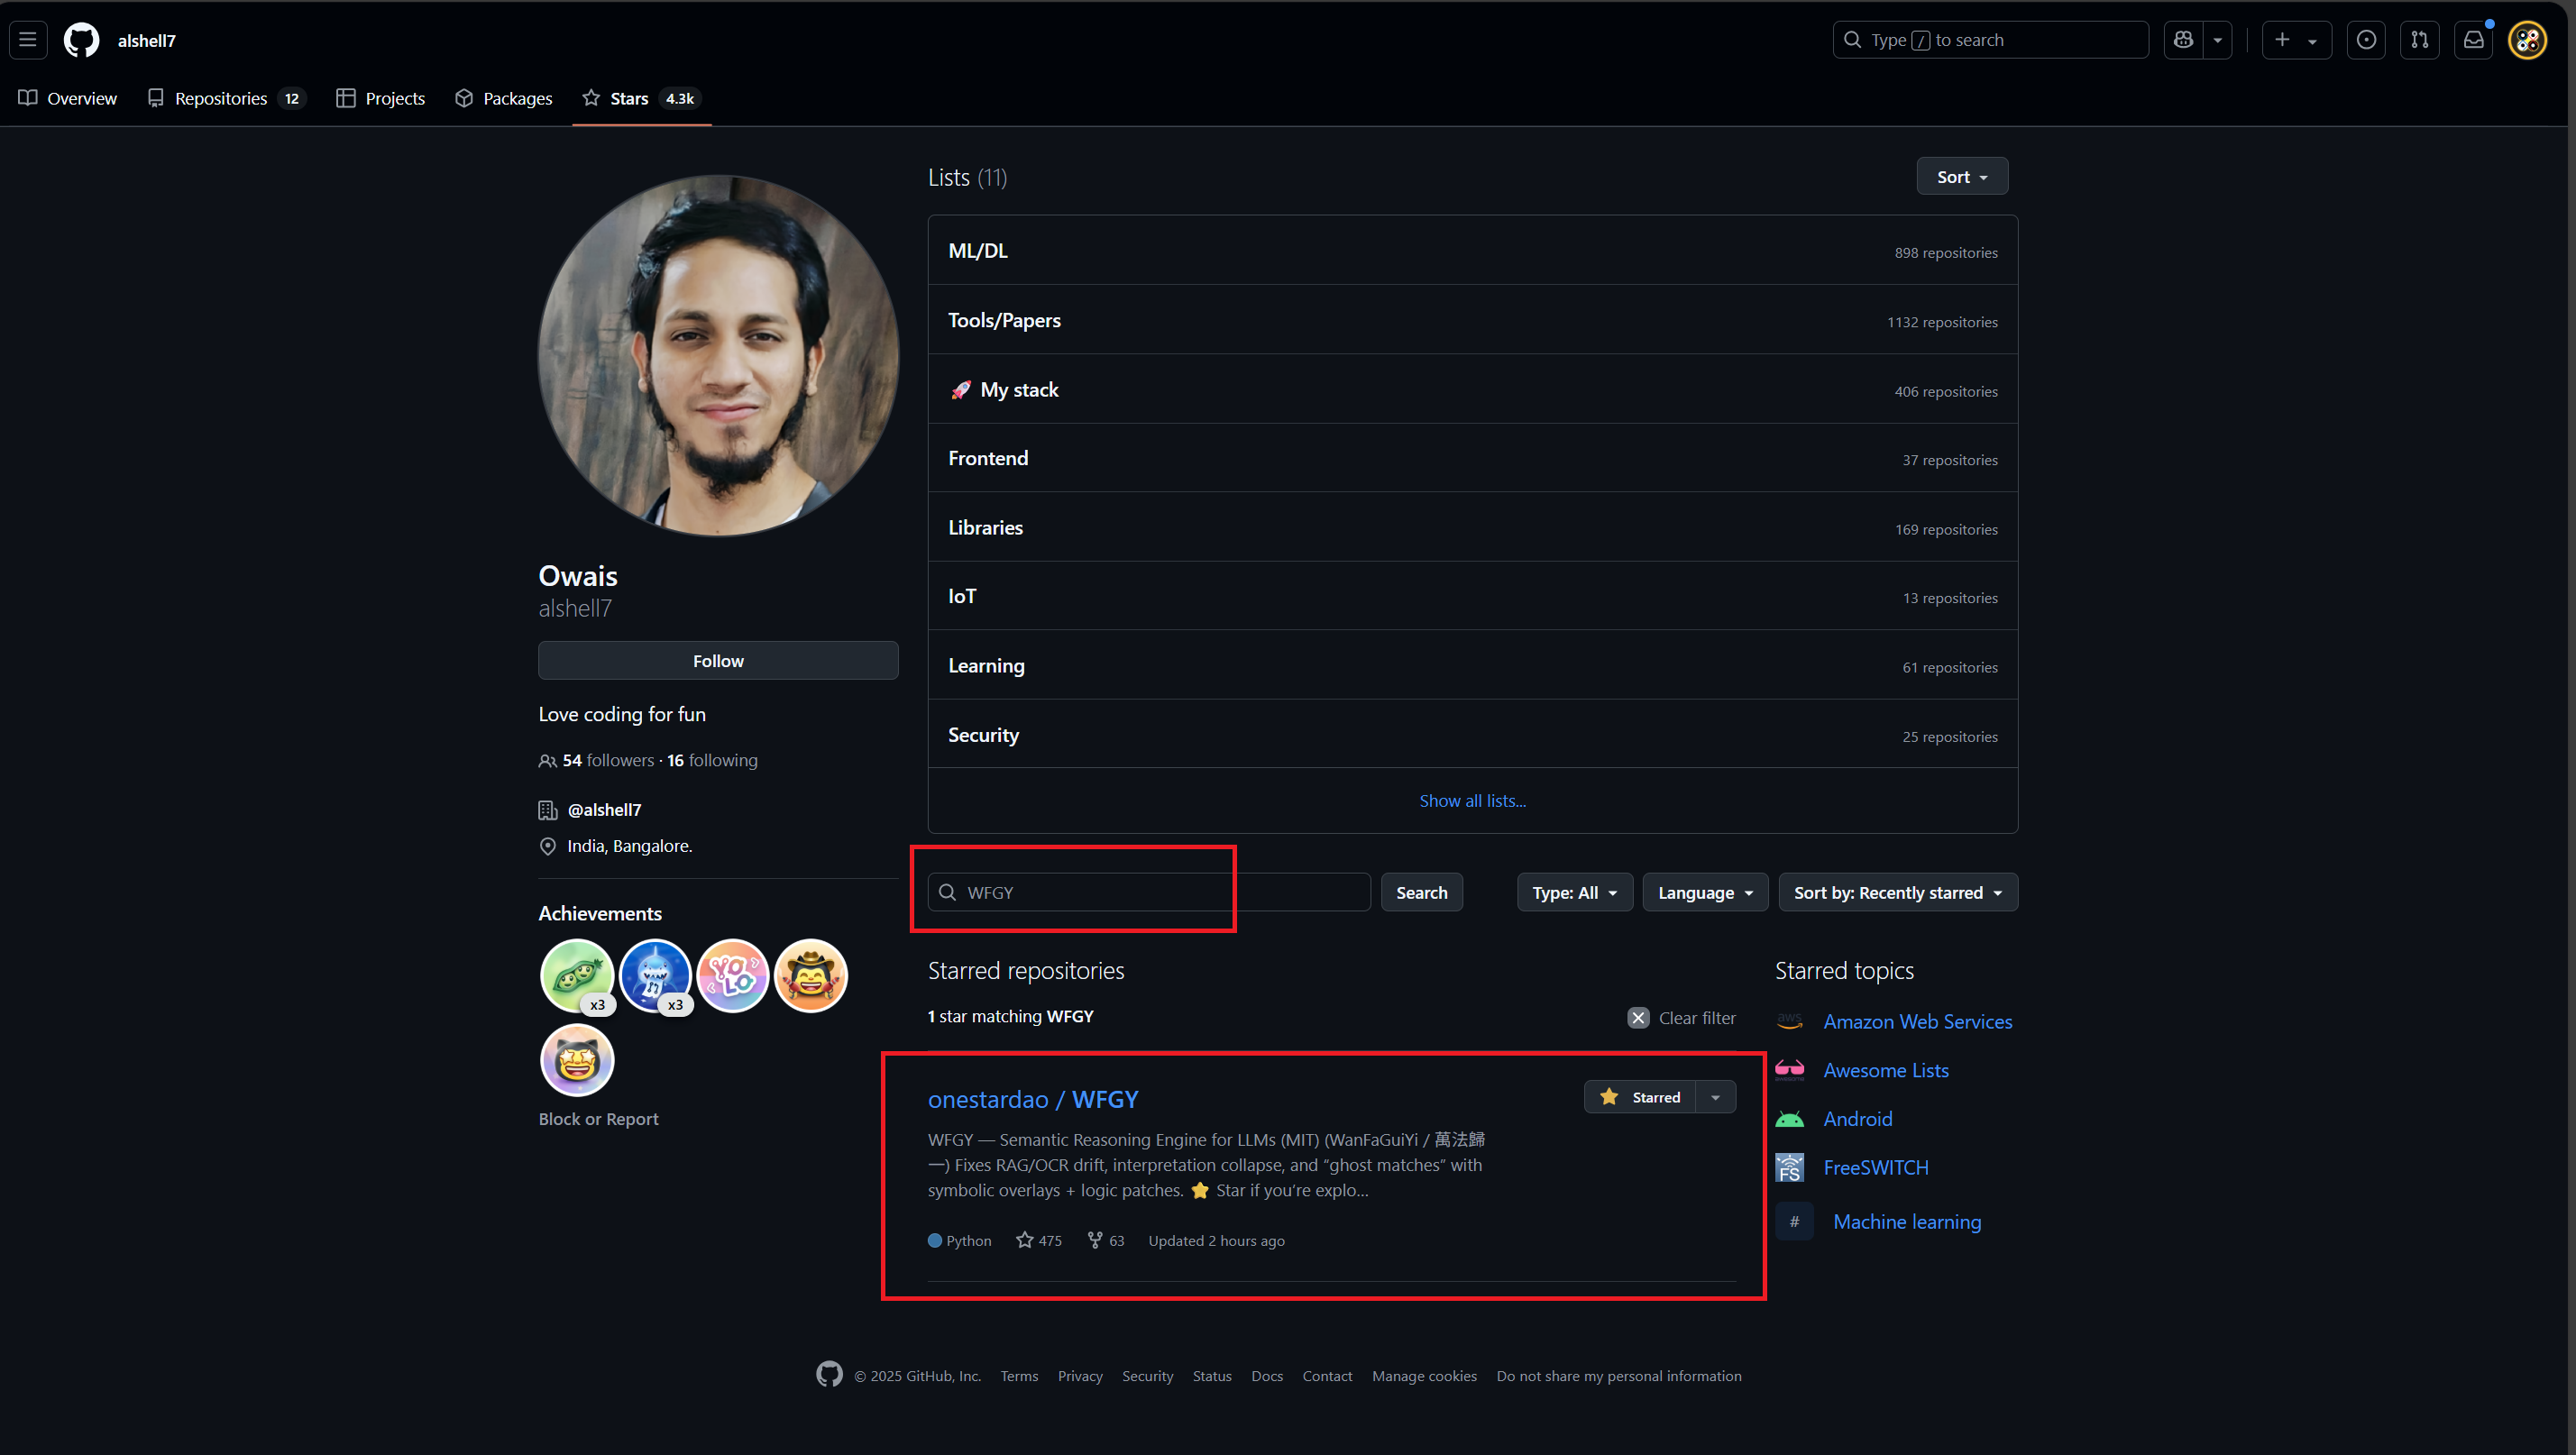 alshell7
Type / to search
Overview
Repositories 12
Projects
Packages
Stars 4.3k
Owais
alshell7
Follow
Love coding for fun
54 followers · 16 following
@alshell7
India, Bangalore.
Achievements
x3
x3
YOLO
Block or Report
Lists (11)
Sort
ML/DL
898 repositories
Tools/Papers
1132 repositories
🚀 My stack
406 repositories
Frontend
37 repositories
Libraries
169 repositories
IoT
13 repositories
Learning
61 repositories
Security
25 repositories
Show all lists...
WFGY
Search
Type: All
Language
Sort by: Recently starred
Starred repositories
1 star matching WFGY
Clear filter
onestardao / WFGY
Starred
WFGY — Semantic Reasoning Engine for LLMs (MIT) (WanFaGuiYi / 萬法歸
一) Fixes RAG/OCR drift, interpretation collapse, and “ghost matches” with
symbolic overlays + logic patches. ⭐ Star if you’re explo...
Python
475
63
Updated 2 hours ago
Starred topics
aws
Amazon Web Services
Awesome Lists
Android
FS
FreeSWITCH
#
Machine learning
© 2025 GitHub, Inc.
Terms
Privacy
Security
Status
Docs
Contact
Manage cookies
Do not share my personal information